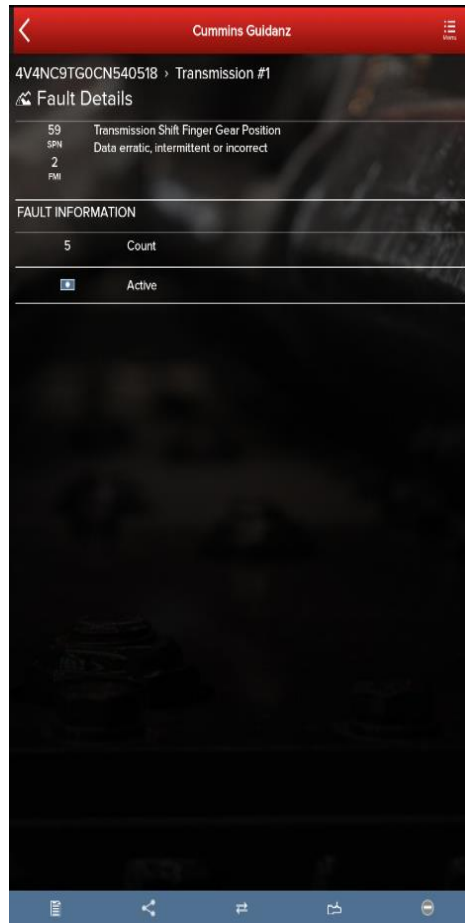 Cummins Guidanz
Menu
4V4NC9TG0CN540518 › Transmission #1
Fault Details
59
SPN
Transmission Shift Finger Gear Position
Data erratic, intermittent or incorrect
2
FMI
FAULT INFORMATION
5 Count
Active